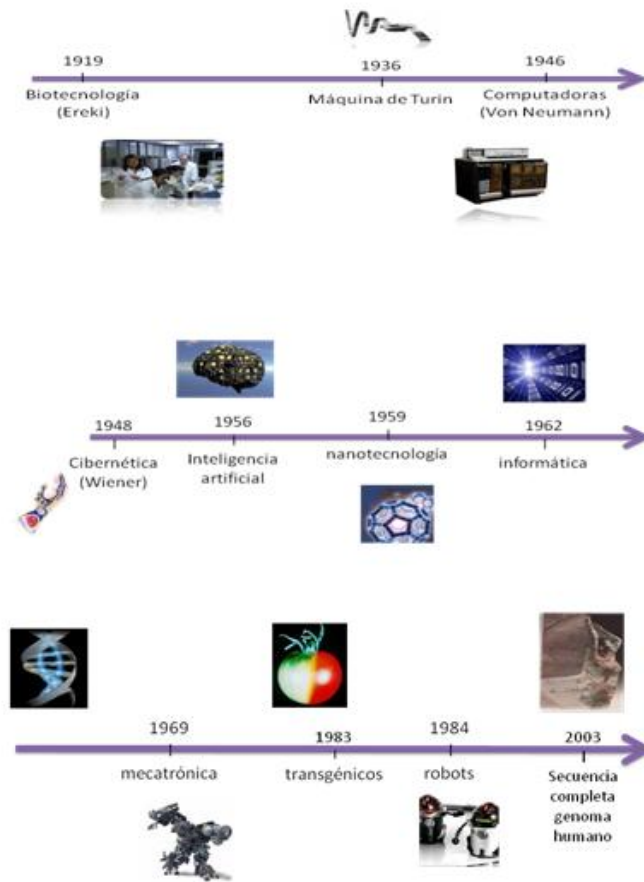 1919
1936
1946
Biotecnología
(Ereki)
Máquina de Turin
Computadoras
(Von Neumann)
1948
1956
1959
1962
Cibernética
(Wiener)
Inteligencia
artificial
nanotecnología
informática
1969
1983
1984
2003
mecatrónica
transgénicos
robots
Secuencia
completa
genoma
humano